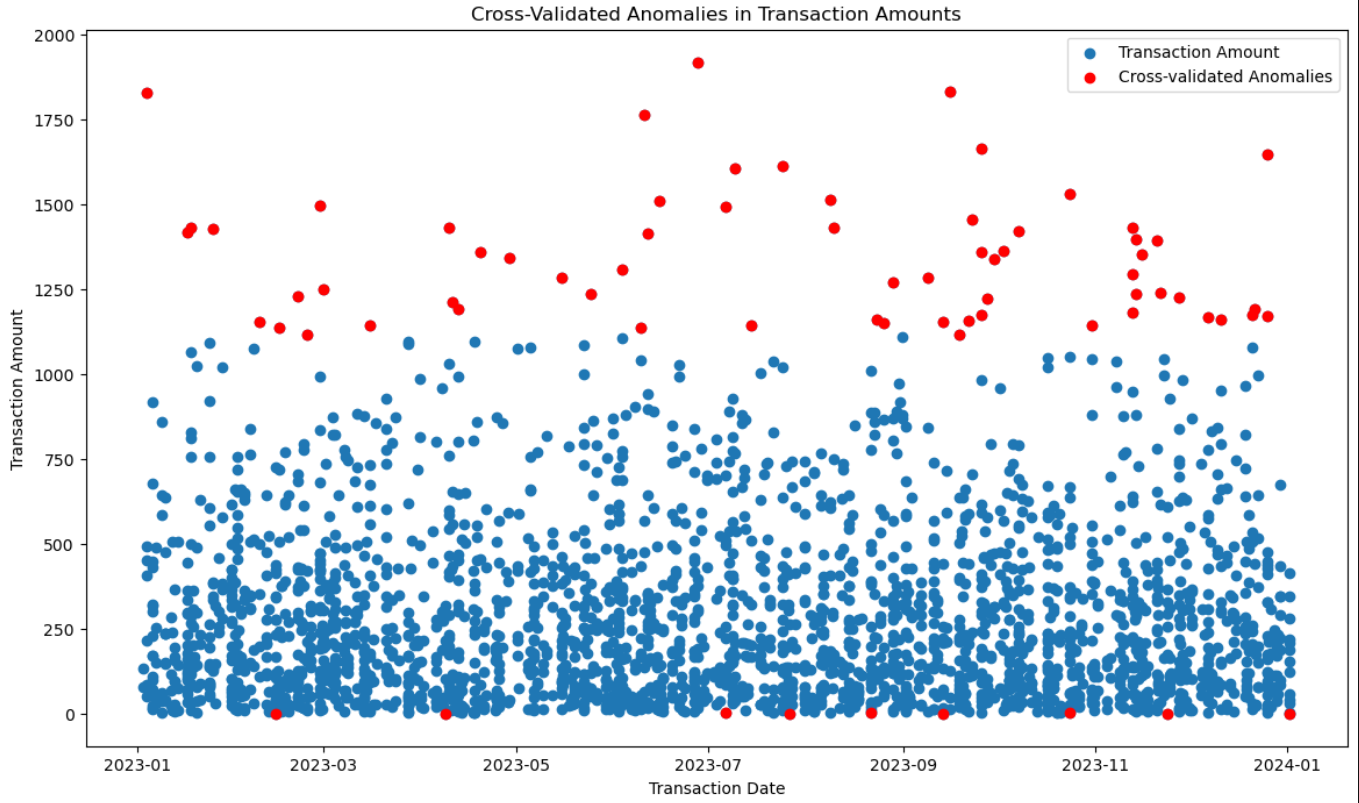 Cross-Validated Anomalies in Transaction Amounts
Transaction Amount
Cross-validated Anomalies
2000
1750
1500
1250
1000
750
500
250
0
Transaction Amount
2023-01 2023-03 2023-05 2023-07 2023-09 2023-11 2024-01
Transaction Date